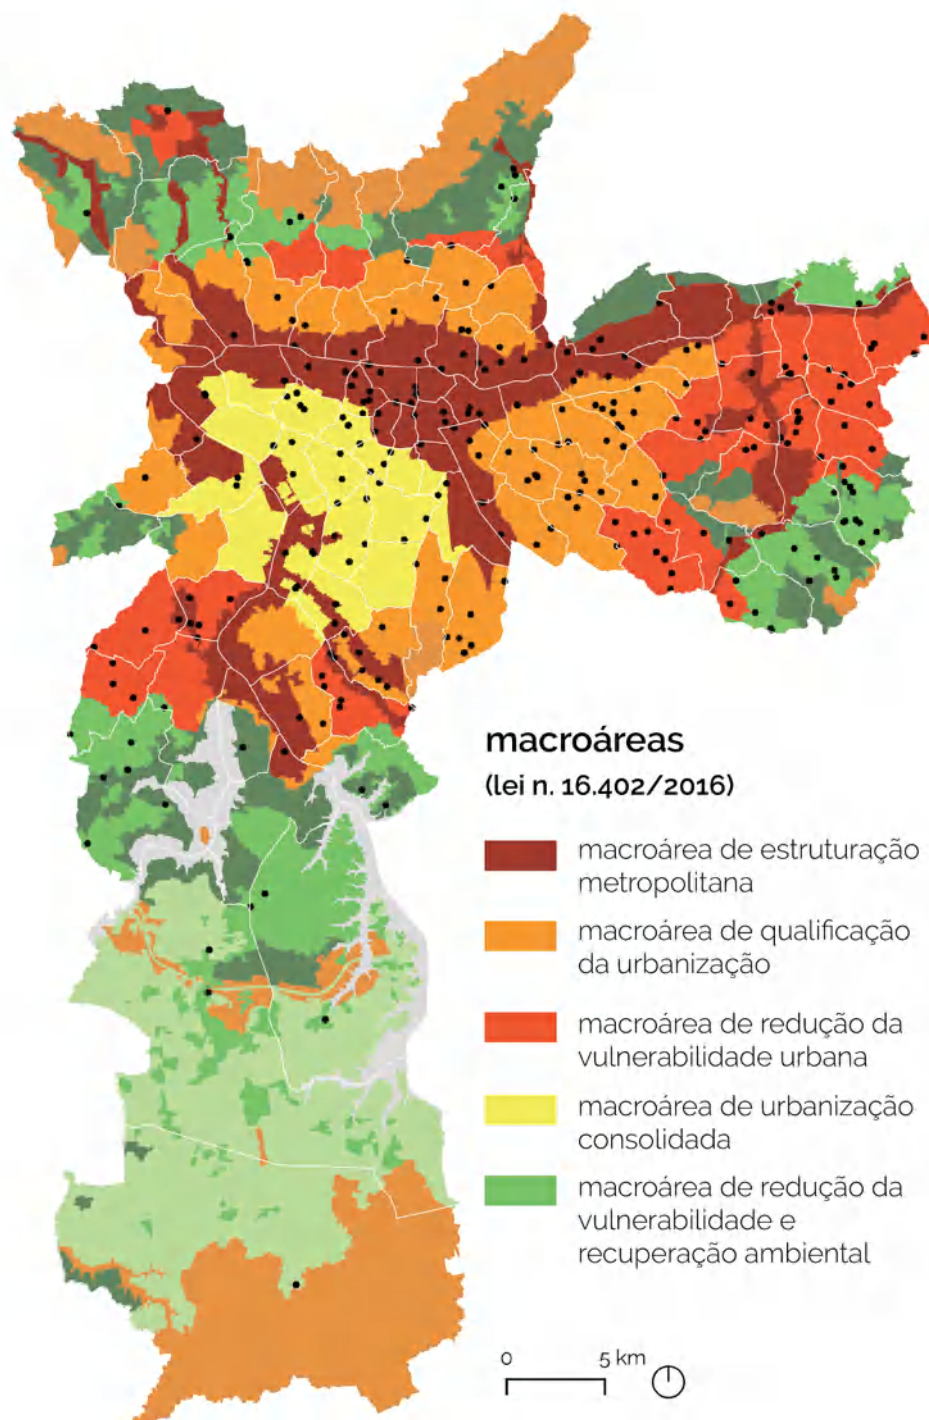 macroáreas
(lei n. 16.402/2016)
macroárea de estruturação
metropolitana
macroárea de qualificação
da urbanização
macroárea de redução da
vulnerabilidade urbana
macroárea de urbanização
consolidada
macroárea de redução da
vulnerabilidade e
recuperação ambiental
0 5 km